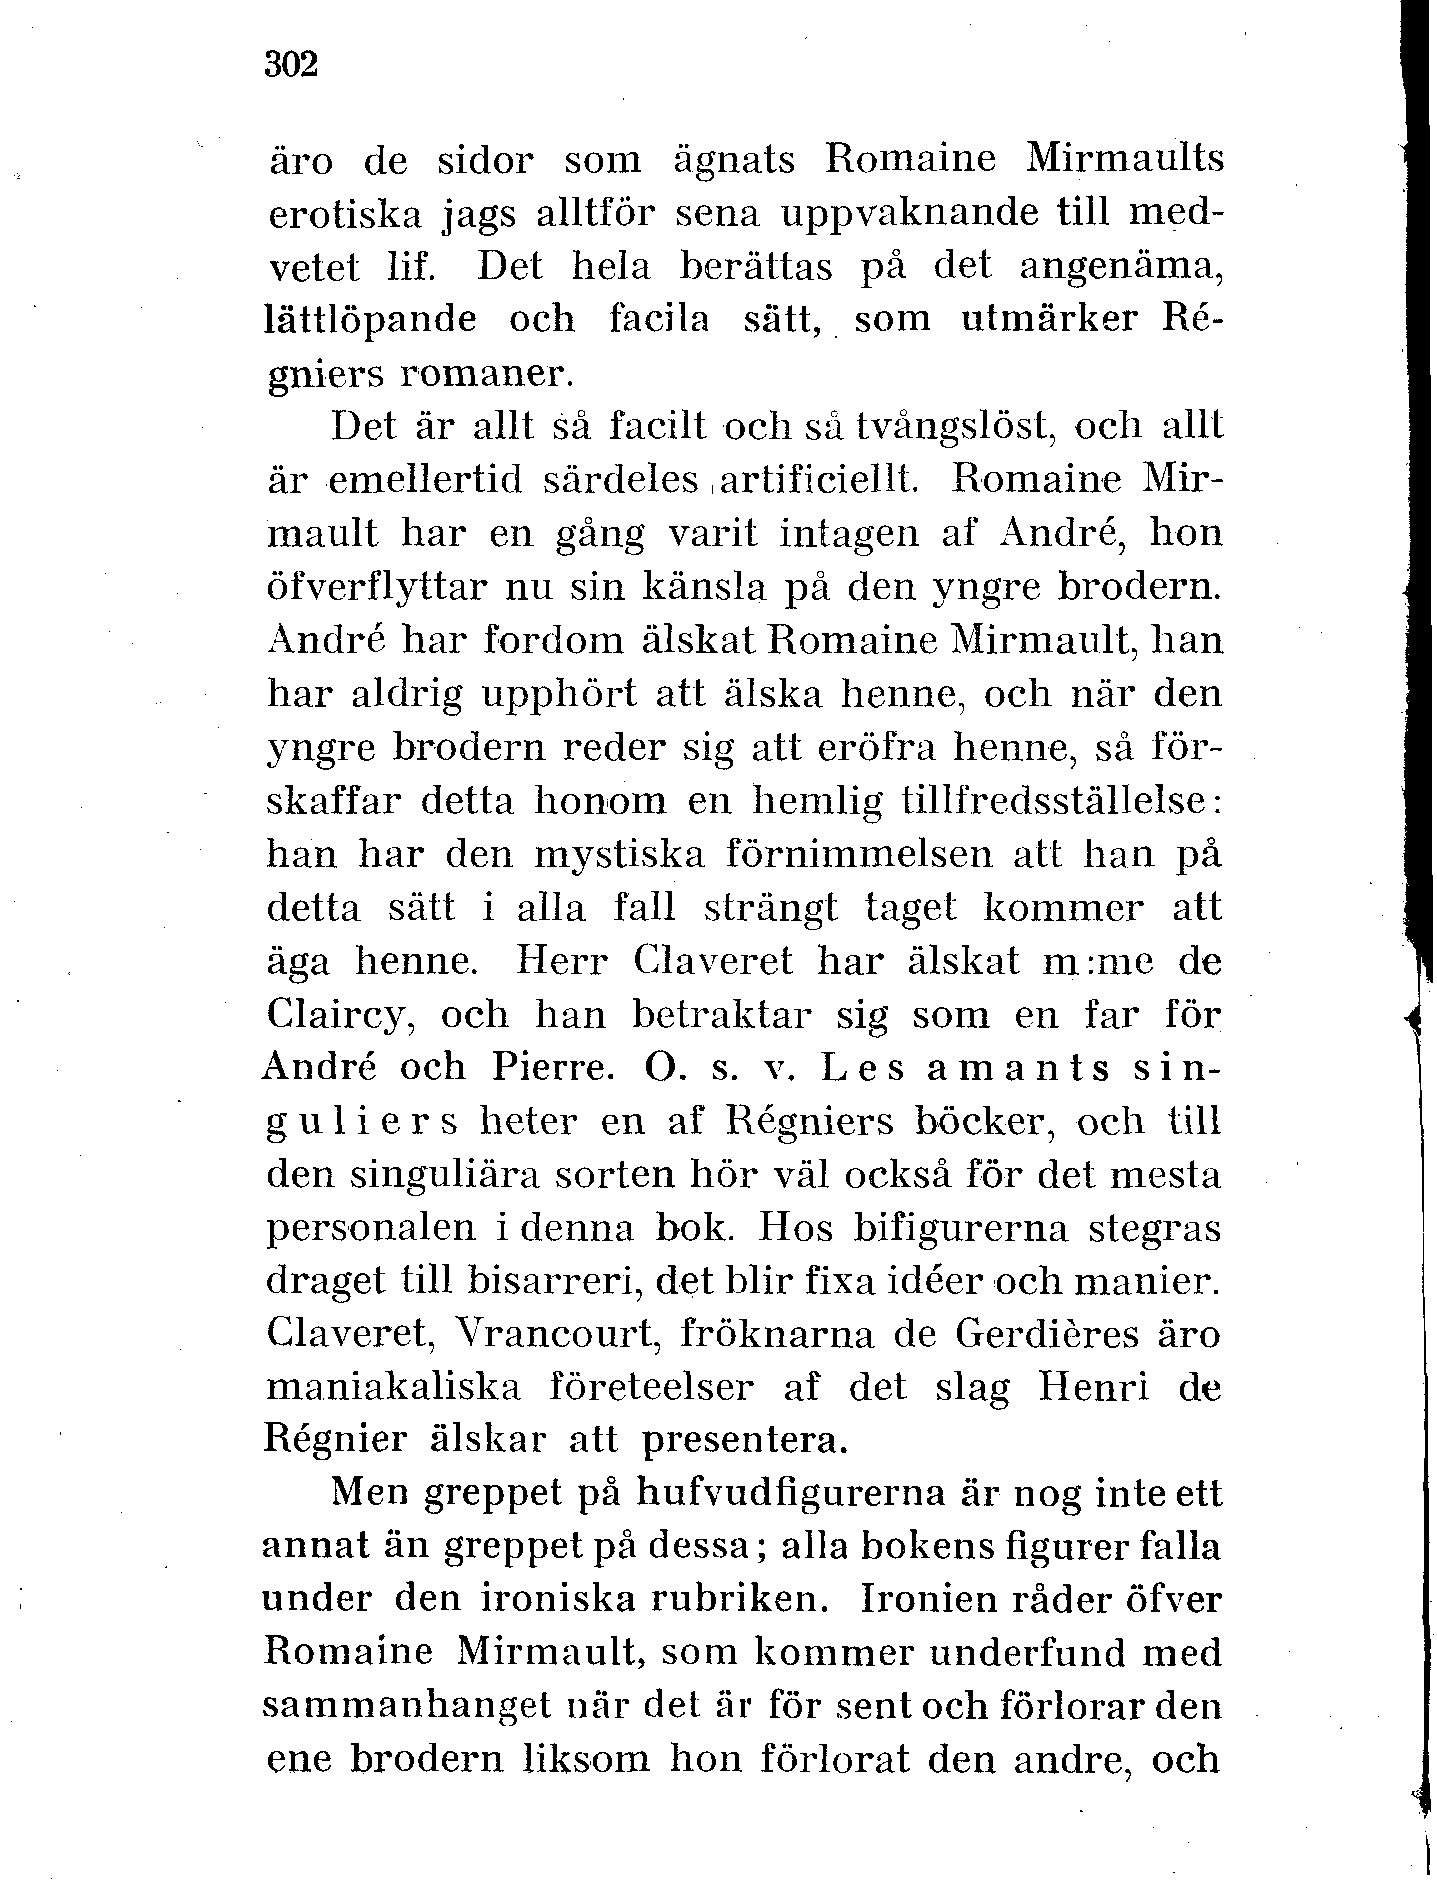 302
äro de sidor som ägnats Romaine Mirmaults
erotiska jags alltför sena uppvaknande till med-
vetet lif. Det hela berättas på det angenäma,
lättlöpande och facila sätt, som utmärker Ré-
gniers romaner.
Det är allt så facilt och så tvångslöst, och allt
är emellertid särdeles artificiellt. Romaine Mir-
mault har en gång varit intagen af André, hon
öfverflyttar nu sin känsla på den yngre brodern.
André har fordom älskat Romaine Mirmault, han
har aldrig upphört att älska henne, och när den
yngre brodern reder sig att eröfra henne, så för-
skaffar detta honom en hemlig tillfredsställelse:
han har den mystiska förnimmelsen att han på
detta sätt i alla fall strängt taget kommer att
äga henne. Herr Claveret har älskat m:me de
Claircy, och han betraktar sig som en far för
André och Pierre. O. s. v. Les amants sin-
guliers heter en af Régniers böcker, och till
den singuliära sorten hör väl också för det mesta
personalen i denna bok. Hos bifigurerna stegras
draget till bisarreri, det blir fixa idéer och manier.
Claveret, Vrancourt, fröknarna de Gerdières äro
maniakaliska företeelser af det slag Henri de
Régnier älskar att presentera.
Men greppet på hufvudfigurerna är nog inte ett
annat än greppet på dessa; alla bokens figurer falla
under den ironiska rubriken. Ironien råder öfver
Romaine Mirmault, som kommer underfund med
sammanhanget när det är för sent och förlorar den
ene brodern liksom hon förlorat den andre, och